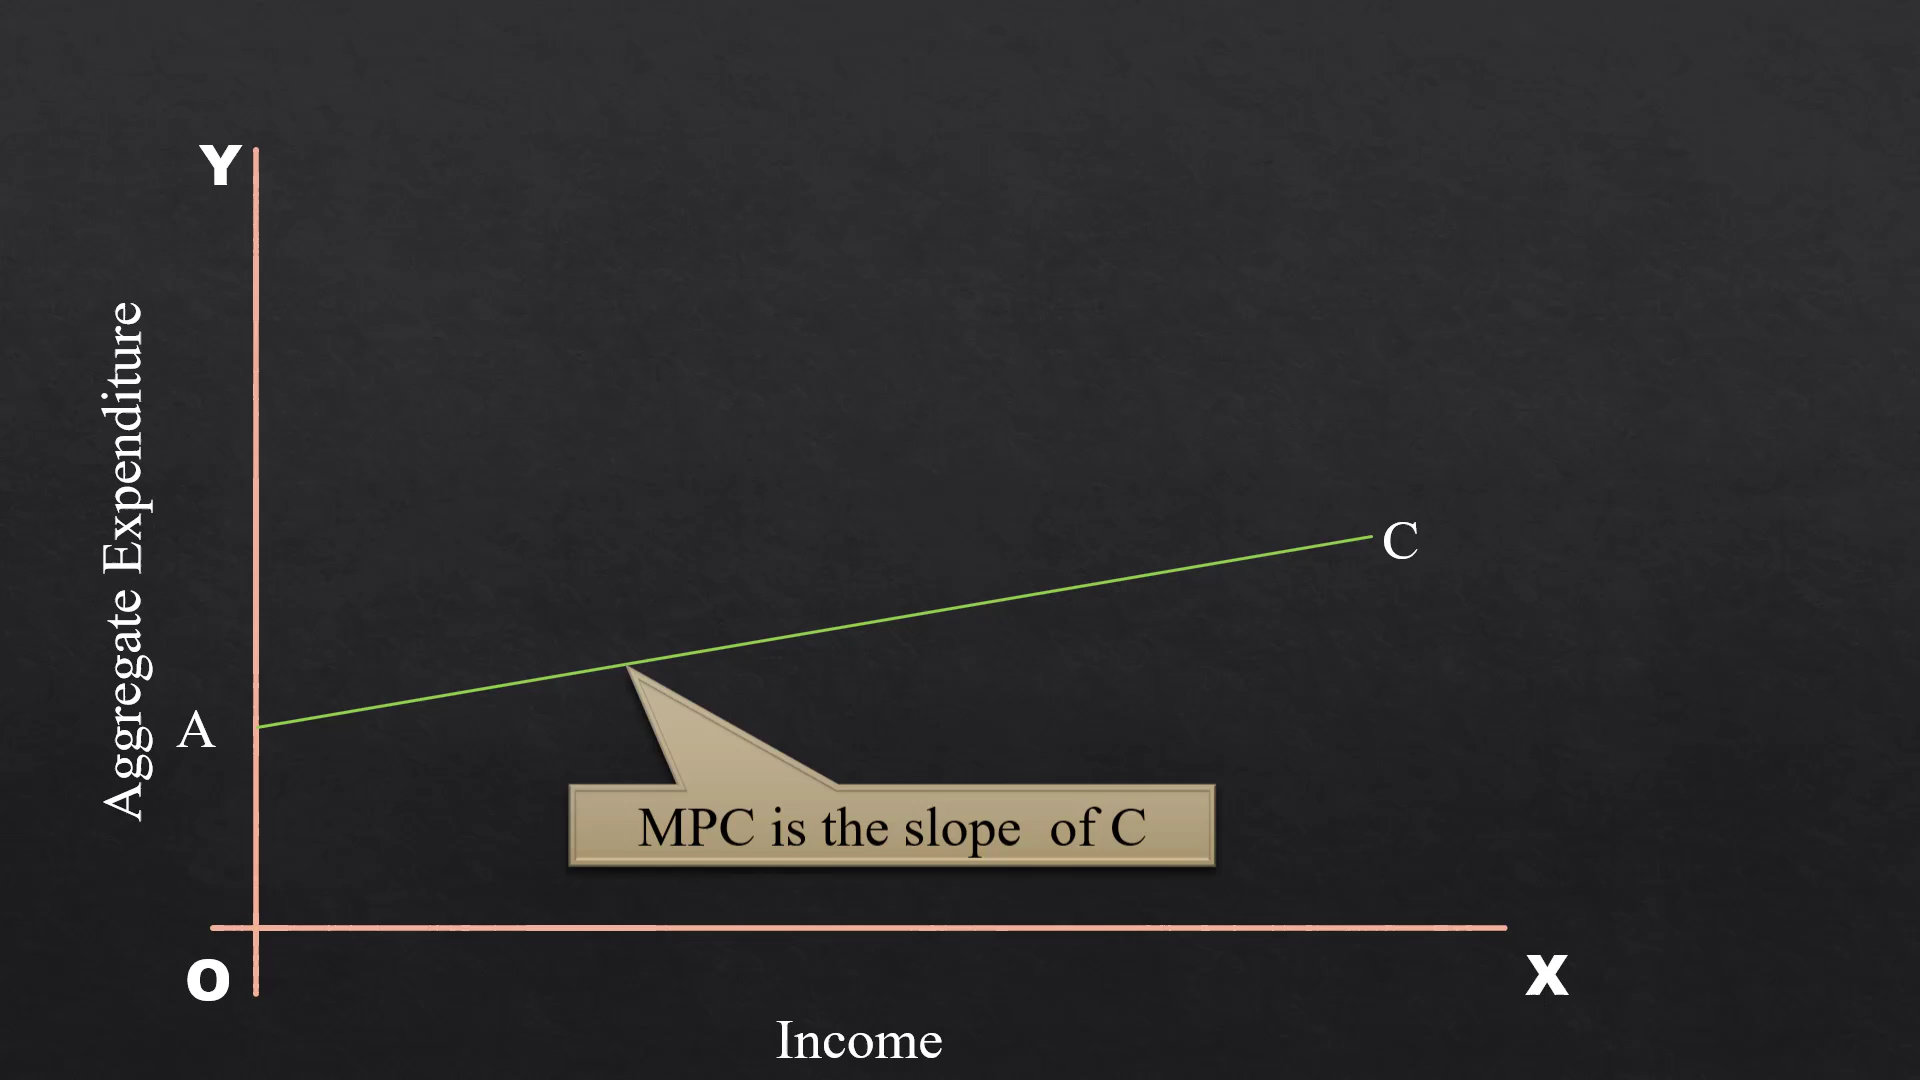 Y
Aggregate Expenditure
C
A
MPC is the slope  of C
O
X
Income